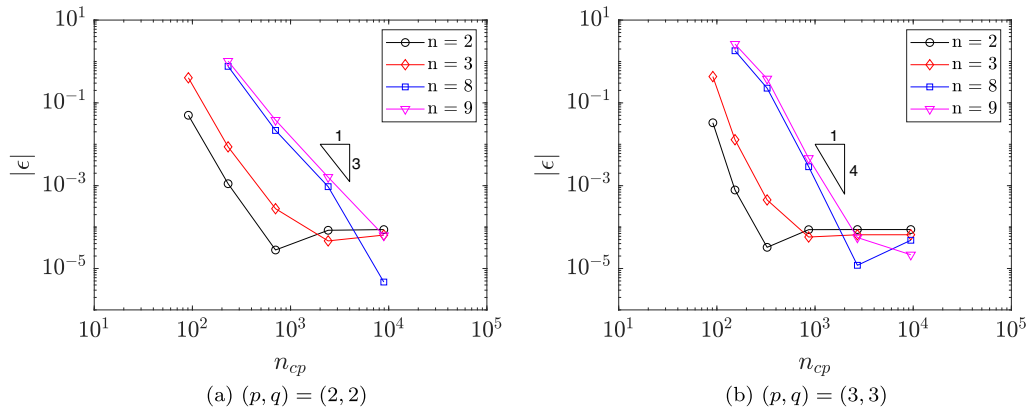 10^1
10^-1
10^-3
10^-5
|ϵ|
10^1 10^2 10^3 10^4 10^5
n_cp
n = 2
n = 3
n = 8
n = 9
1
3
(a) (p, q) = (2, 2)
10^1
10^-1
10^-3
10^-5
|ϵ|
10^1 10^2 10^3 10^4 10^5
n_cp
n = 2
n = 3
n = 8
n = 9
1
4
(b) (p, q) = (3, 3)